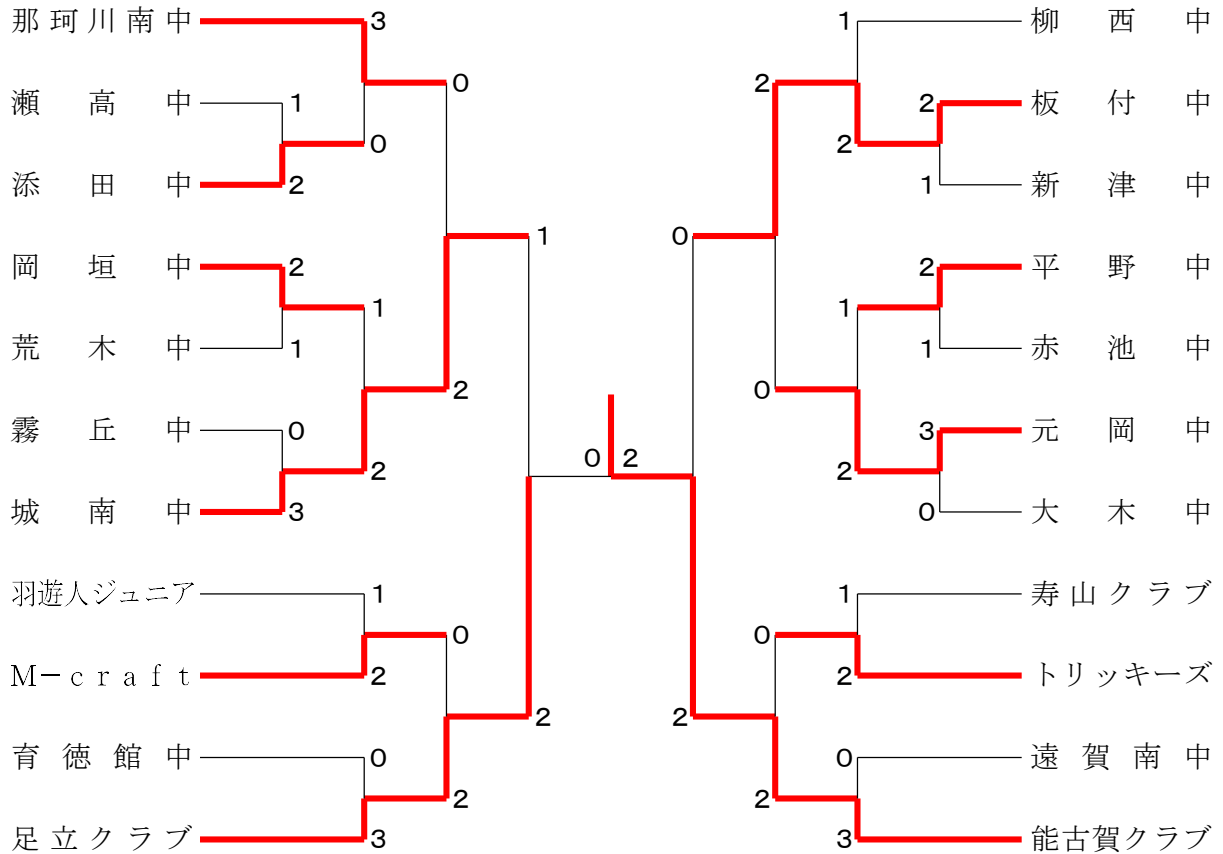 那珂川南中 3 1 柳西中
0 2
瀬高中 1 2 板付中
0 2
添田中 2 1 新津中
1 0
岡垣中 2 2 平野中
1 1
荒木中 1 1 赤池中
2 0
霧丘中 0 3 元岡中
0 2
2 2
城南中 3 0 大木中
羽遊人ジュニア 1 1 寿山クラブ
0 0
M-craft 2 2 トリッキーズ
2 2
育徳館中 0 0 遠賀南中
2 2
足立クラブ 3 3 能古賀クラブ